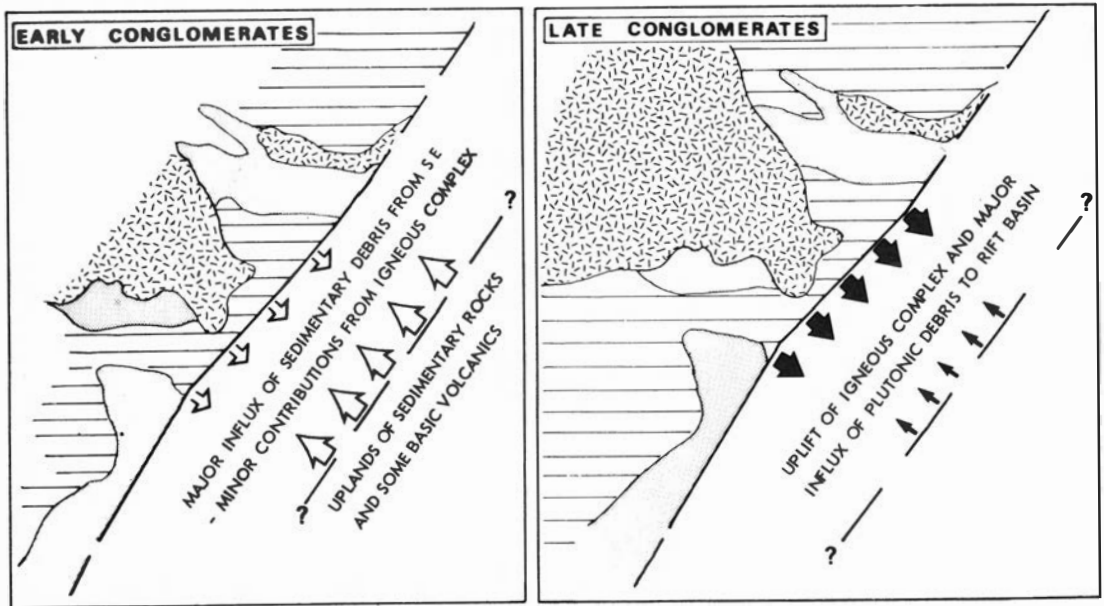 EARLY CONGLOMERATES
MAJOR INFLUX OF SEDIMENTARY DEBRIS FROM SE
- MINOR CONTRIBUTIONS FROM IGNEOUS COMPLEX
?
?
UPLANDS OF SEDIMENTARY ROCKS
AND SOME BASIC VOLCANICS
LATE CONGLOMERATES
UPLIFT OF IGNEOUS COMPLEX AND MAJOR
INFLUX OF PLUTONIC DEBRIS TO RIFT BASIN
?
?